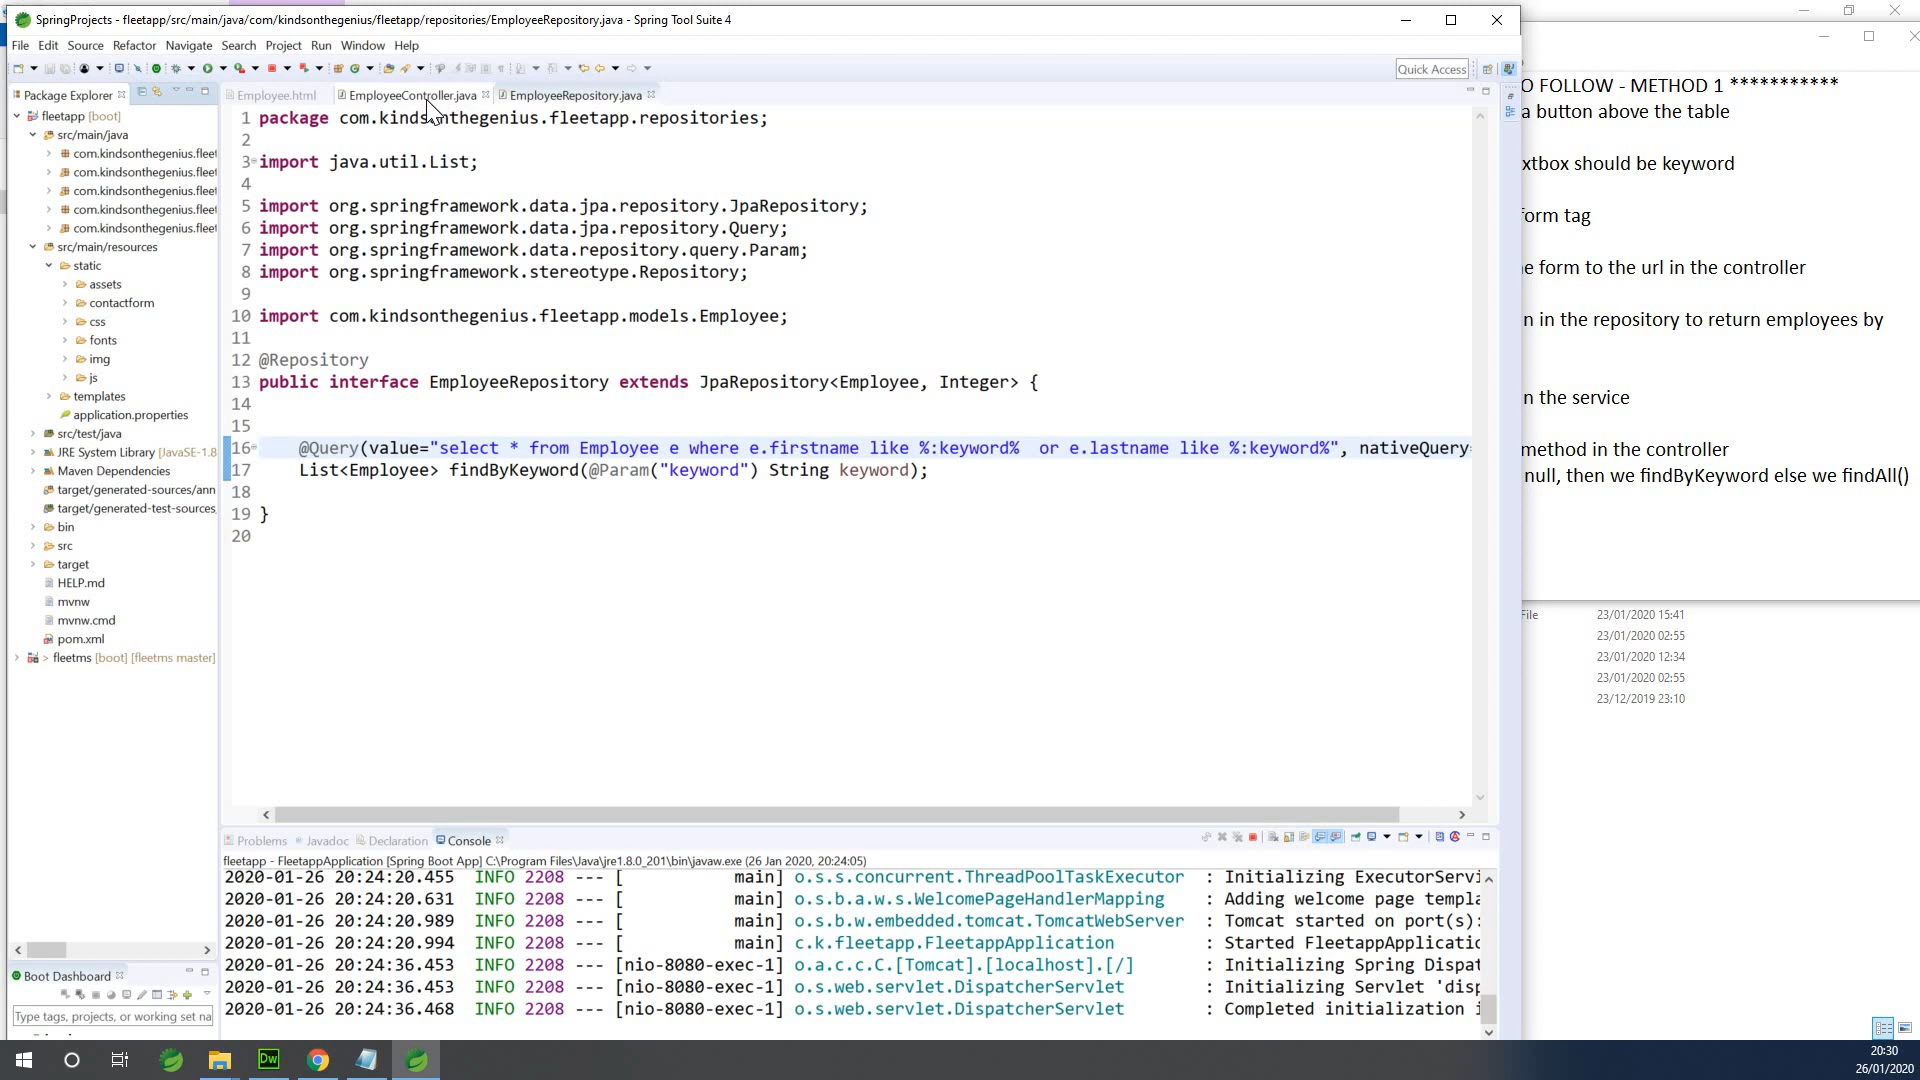 SpringProjects - fleetapp/src/main/java/com/kindsonthegenius/fleetapp/repositories/EmployeeRepository.java - Spring Tool Suite 4
File Edit Source Refactor Navigate Search Project Run Window Help
Quick Access
Package Explorer
fleetapp [boot]
src/main/java
com.kindsonthegenius.fleet
com.kindsonthegenius.fleet
com.kindsonthegenius.fleet
com.kindsonthegenius.fleet
com.kindsonthegenius.fleet
src/main/resources
static
assets
contactform
css
fonts
img
js
templates
application.properties
src/test/java
JRE System Library [JavaSE-1.8
Maven Dependencies
target/generated-sources/ann
target/generated-test-sources,
bin
src
target
HELP.md
mvnw
mvnw.cmd
pom.xml
> fleetms [boot] [fleetms master]
Boot Dashboard
Type tags, projects, or working set na
Employee.html EmployeeController.java EmployeeRepository.java
1 package com.kindsonthegenius.fleetapp.repositories;
2
3 import java.util.List;
4
5 import org.springframework.data.jpa.repository.JpaRepository;
6 import org.springframework.data.jpa.repository.Query;
7 import org.springframework.data.repository.query.Param;
8 import org.springframework.stereotype.Repository;
9
10 import com.kindsonthegenius.fleetapp.models.Employee;
11
12 @Repository
13 public interface EmployeeRepository extends JpaRepository<Employee, Integer> {
14
15
16 @Query(value="select * from Employee e where e.firstname like %:keyword%  or e.lastname like %:keyword%", nativeQuery=
17 List<Employee> findByKeyword(@Param("keyword") String keyword);
18
19 }
20
Problems Javadoc Declaration Console
fleetapp - FleetappApplication [Spring Boot App] C:\Program Files\Java\jre1.8.0_201\bin\javaw.exe (26 Jan 2020, 20:24:05)
2020-01-26 20:24:20.455 INFO 2208 --- [ main] o.s.s.concurrent.ThreadPoolTaskExecutor : Initializing ExecutorServi
2020-01-26 20:24:20.631 INFO 2208 --- [ main] o.s.b.a.w.s.WelcomePageHandlerMapping : Adding welcome page templa
2020-01-26 20:24:20.989 INFO 2208 --- [ main] o.s.b.w.embedded.tomcat.TomcatWebServer : Tomcat started on port(s):
2020-01-26 20:24:20.994 INFO 2208 --- [ main] c.k.fleetapp.FleetappApplication : Started FleetappApplicatio
2020-01-26 20:24:36.453 INFO 2208 --- [nio-8080-exec-1] o.a.c.c.C.[Tomcat].[localhost].[/] : Initializing Spring Dispat
2020-01-26 20:24:36.453 INFO 2208 --- [nio-8080-exec-1] o.s.web.servlet.DispatcherServlet : Initializing Servlet 'disp
2020-01-26 20:24:36.468 INFO 2208 --- [nio-8080-exec-1] o.s.web.servlet.DispatcherServlet : Completed initialization i
O FOLLOW - METHOD 1 ***********
a button above the table
xtbox should be keyword
form tag
e form to the url in the controller
n in the repository to return employees by
n the service
method in the controller
null, then we findByKeyword else we findAll()
File 23/01/2020 15:41
23/01/2020 02:55
23/01/2020 12:34
23/01/2020 02:55
23/12/2019 23:10
Dw
20:30
26/01/2020